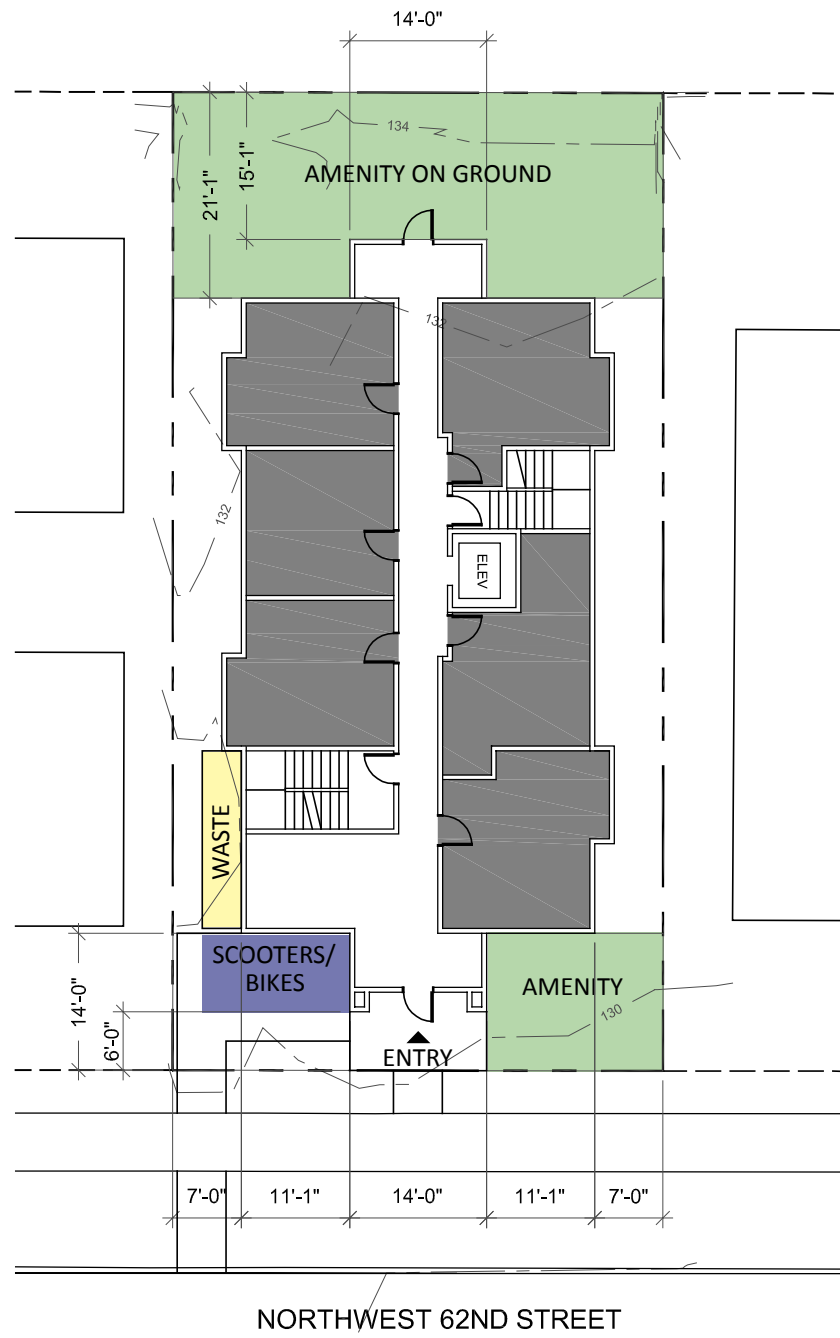 14'-0"
134
15'-1"
21'-1"
AMENITY ON GROUND
132
132
ELEV
WASTE
SCOOTERS/
BIKES
AMENITY
14'-0"
6'-0"
130
ENTRY
7'-0"
11'-1"
14'-0"
11'-1"
7'-0"
NORTHWEST 62ND STREET